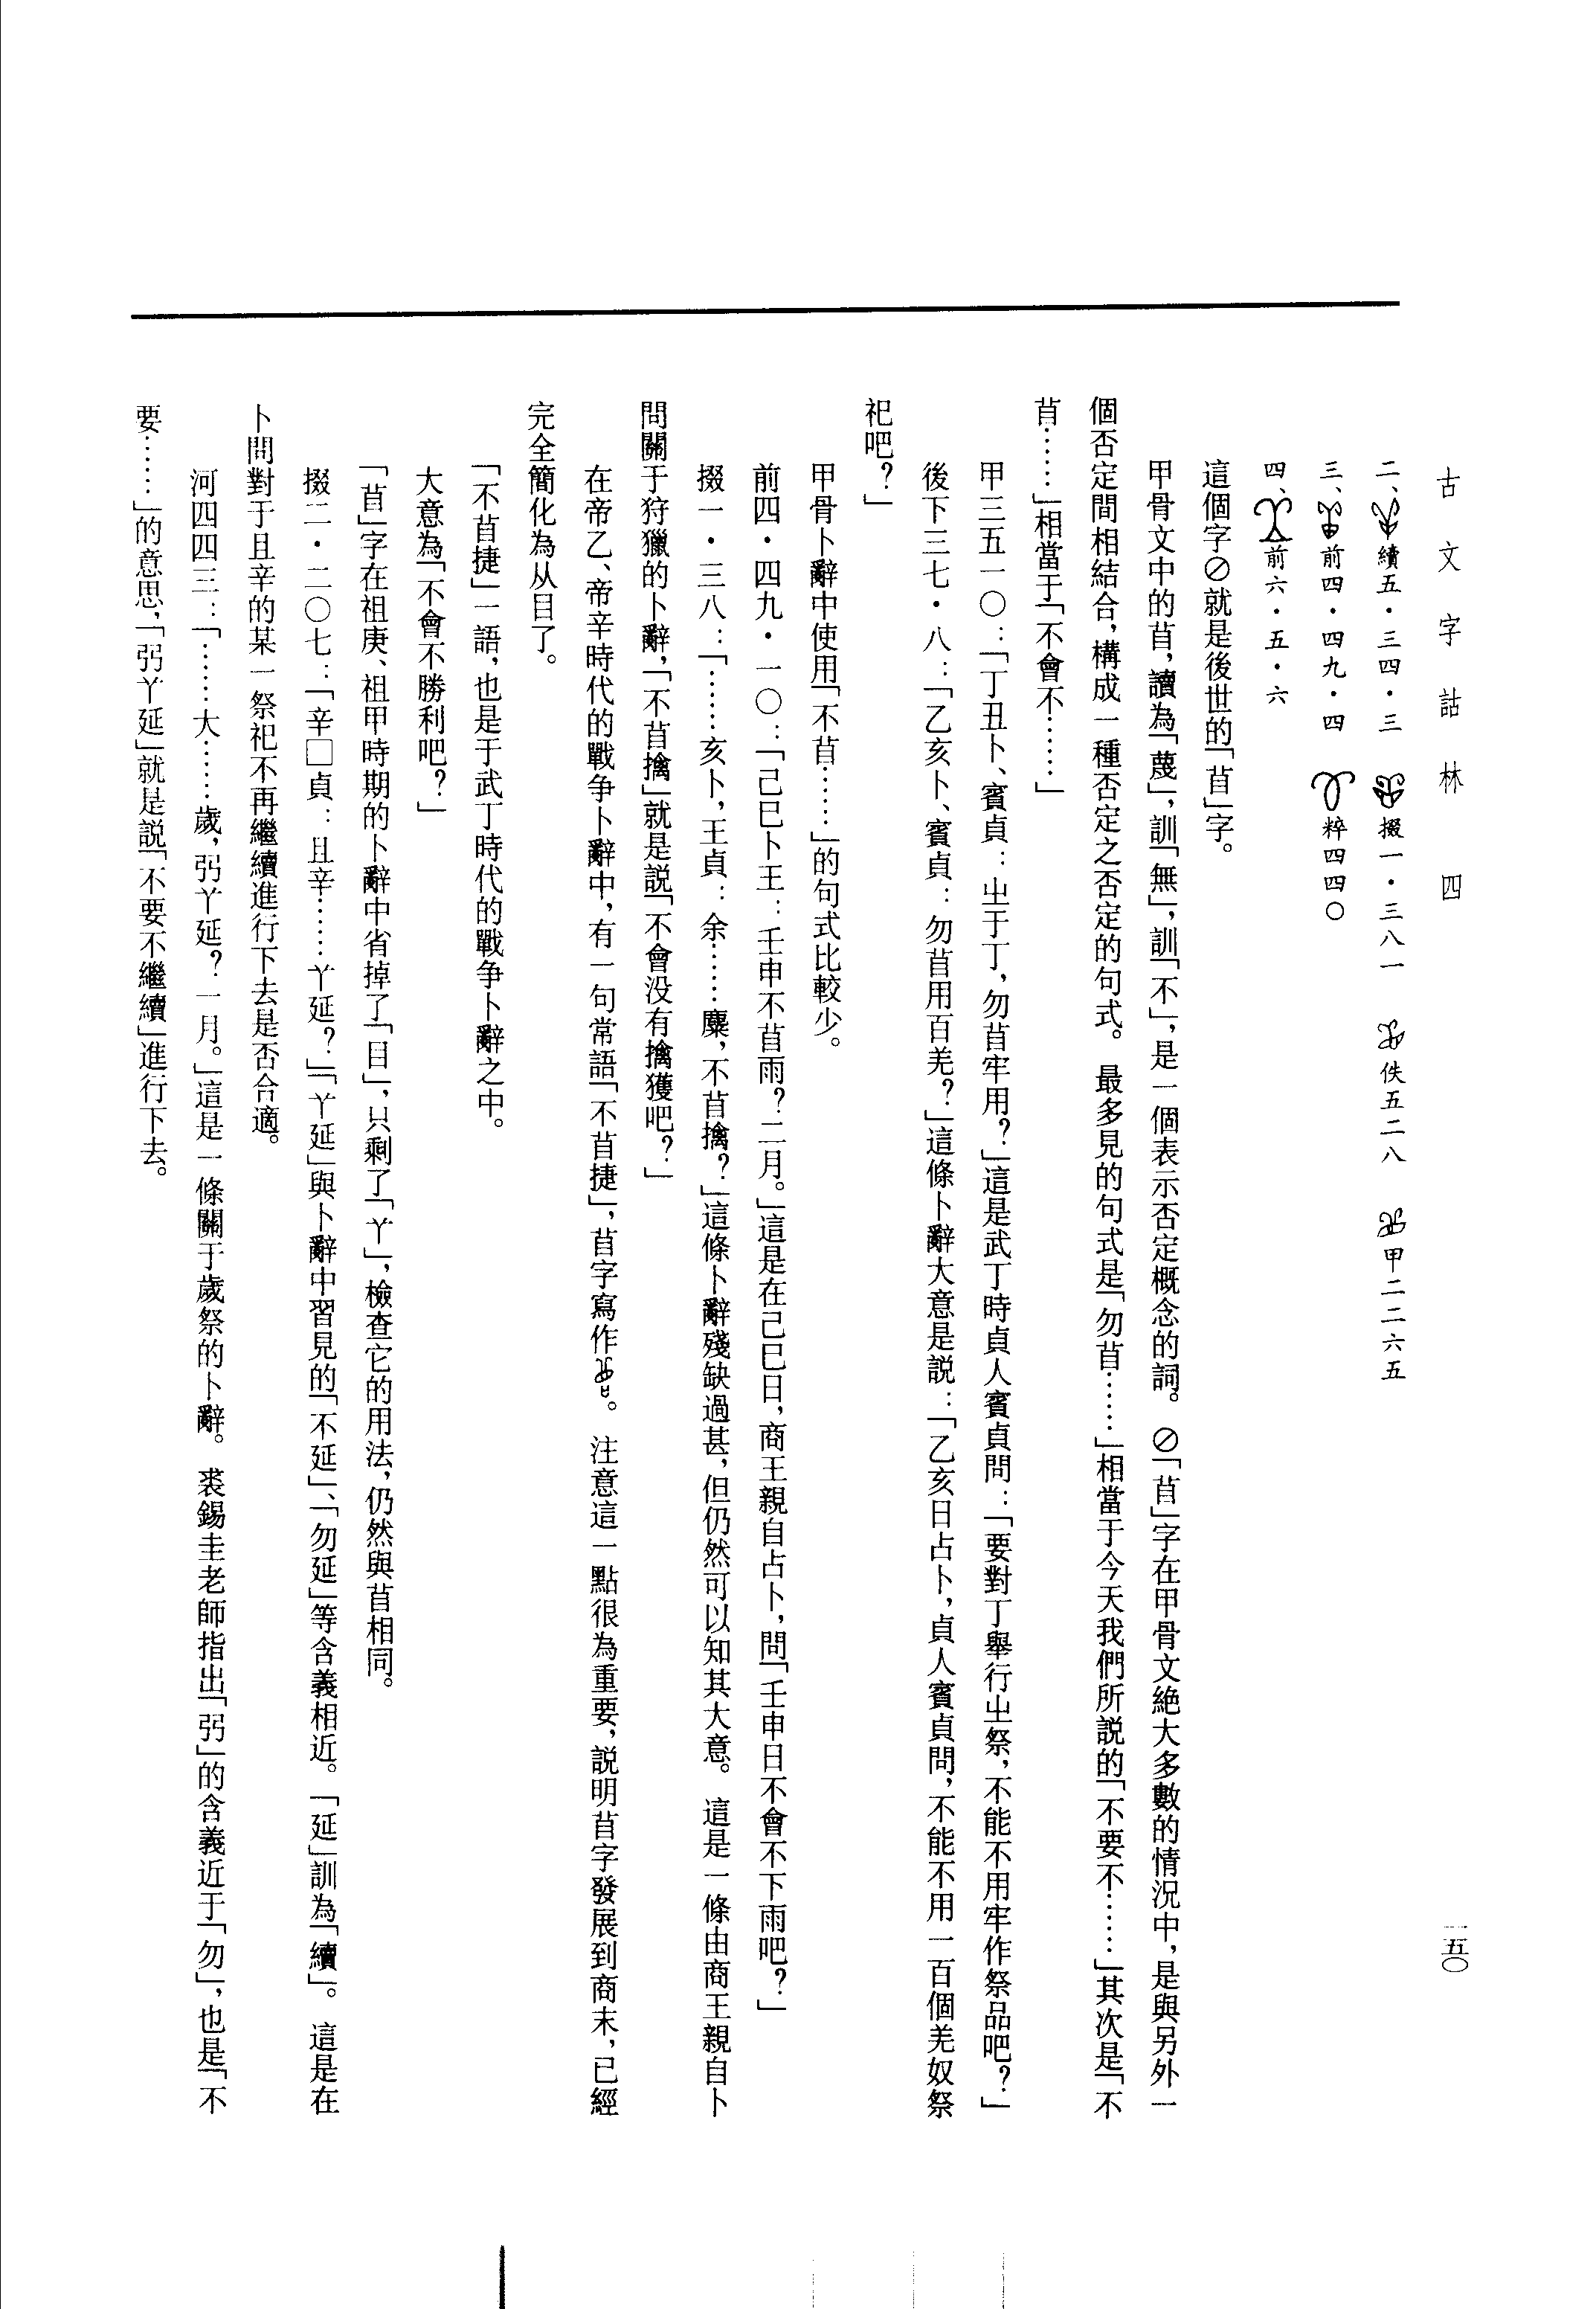 古文字詁林 四
一五〇
二、續五·三四·三 掇一·三八一 佚五二八 甲二二六五
三、前四·四九·四 粹四四〇
四、前六·五·六
這個字⊘就是後世的「苜」字。
甲骨文中的苜，讀為「蔑」，訓「無」，訓「不」，是一個表示否定概念的詞。⊘「苜」字在甲骨文絕大多數的情況中，是與另外一
個否定間相結合，構成一種否定之否定的句式。最多見的句式是「勿苜……」相當于今天我們所説的「不要不……」其次是「不
苜……」相當于「不會不……」
甲三五一〇：「丁丑卜、賓貞：㞢于丁，勿苜牢用？」這是武丁時貞人賓貞問：「要對丁舉行㞢祭，不能不用牢作祭品吧？」
後下三七·八：「乙亥卜、賓貞：勿苜用百羌？」這條卜辭大意是説：「乙亥日占卜，貞人賓貞問，不能不用一百個羌奴祭
祀吧？」
甲骨卜辭中使用「不苜……」的句式比較少。
前四·四九·一〇：「己巳卜王：壬申不苜雨？二月。」這是在己巳日，商王親自占卜，問「壬申日不會不下雨吧？」
掇一·三八：「……亥卜，王貞：余……麋，不苜擒？」這條卜辭殘缺過甚，但仍然可以知其大意。這是一條由商王親自卜
問關于狩獵的卜辭，「不苜擒」就是説「不會没有擒獲吧？」
在帝乙、帝辛時代的戰争卜辭中，有一句常語「不苜捷」，苜字寫作。注意這一點很為重要，説明苜字發展到商末，已經
完全簡化為从目了。
「不苜捷」一語，也是于武丁時代的戰争卜辭之中。
大意為「不會不勝利吧？」
「苜」字在祖庚、祖甲時期的卜辭中省掉了「目」，只剩了「丫」，檢查它的用法，仍然與苜相同。
掇二·二〇七：「辛□貞：且辛……丫延？」「丫延」與卜辭中習見的「不延」、「勿延」等含義相近。「延」訓為「續」。這是在
卜問對于且辛的某一祭祀不再繼續進行下去是否合適。
河四四三：「……大……歲，弜丫延？一月。」這是一條關于歲祭的卜辭。裘錫圭老師指出「弜」的含義近于「勿」，也是「不
要……」的意思，「弜丫延」就是説「不要不繼續」進行下去。